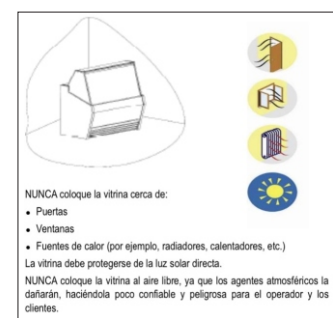 NUNCA coloque la vitrina cerca de:
• Puertas
• Ventanas
• Fuentes de calor (por ejemplo, radiadores, calentadores, etc.)
La vitrina debe protegerse de la luz solar directa.
NUNCA coloque la vitrina al aire libre, ya que los agentes atmosféricos la
dañarán, haciéndola poco confiable y peligrosa para el operador y los
clientes.